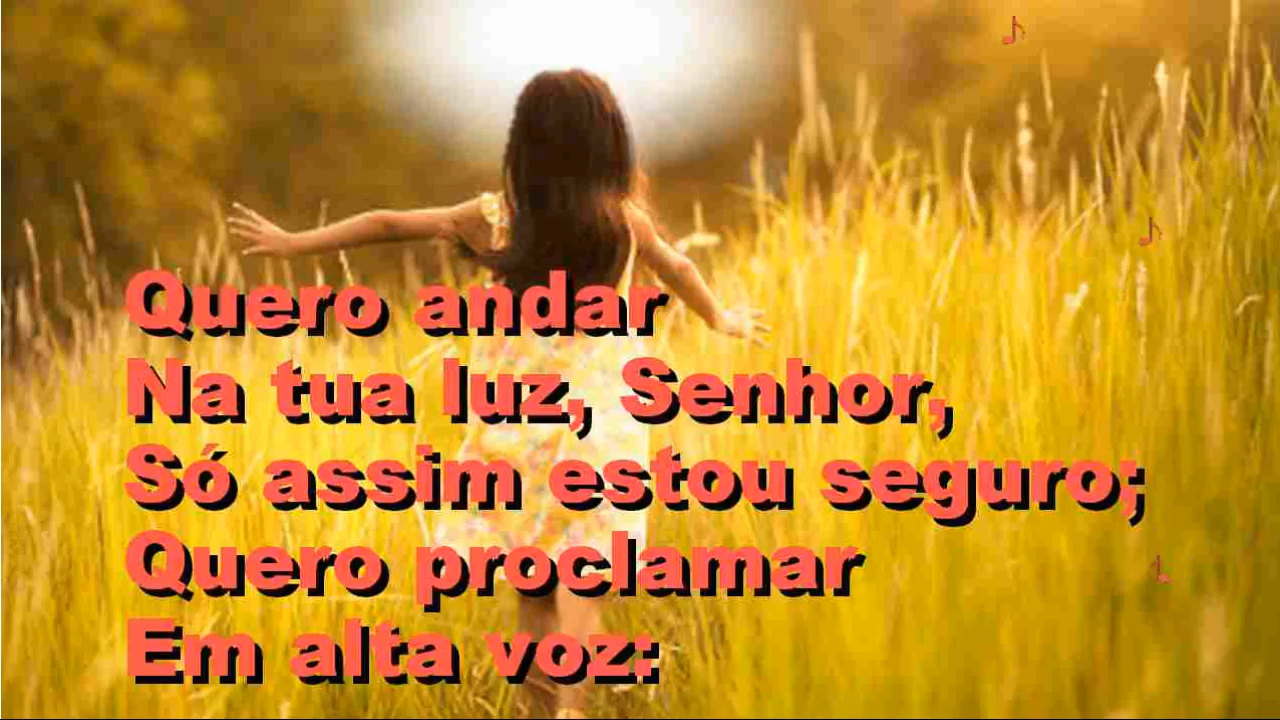 Quero andar
Na tua luz, Senhor,
Só assim estou seguro;
Quero proclamar
Em alta voz: